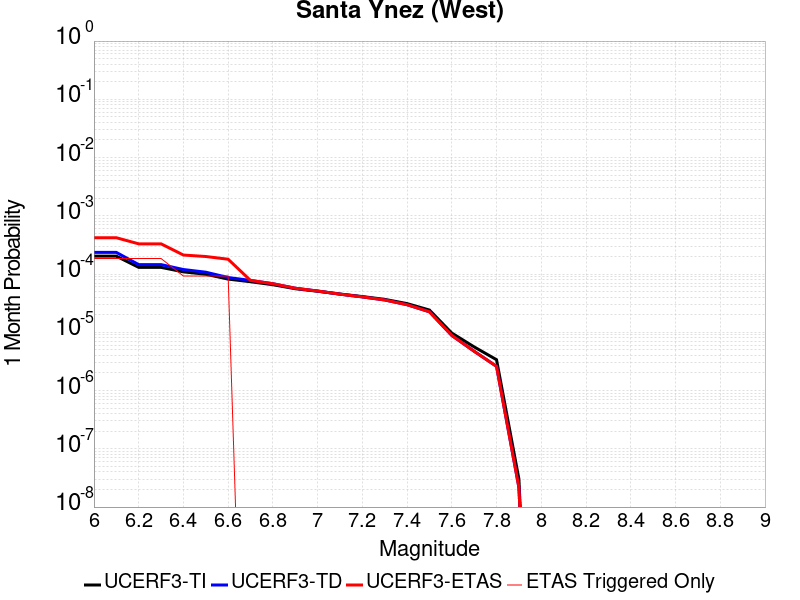 Santa Ynez (West)
10 0
10 -1
10 -2
10 -3
10 -4
10 -5
10 -6
10 -7
10 -8
1 Month Probability
6 6.2 6.4 6.6 6.8 7 7.2 7.4 7.6 7.8 8 8.2 8.4 8.6 8.8 9
Magnitude
UCERF3-TI UCERF3-TD UCERF3-ETAS ETAS Triggered Only